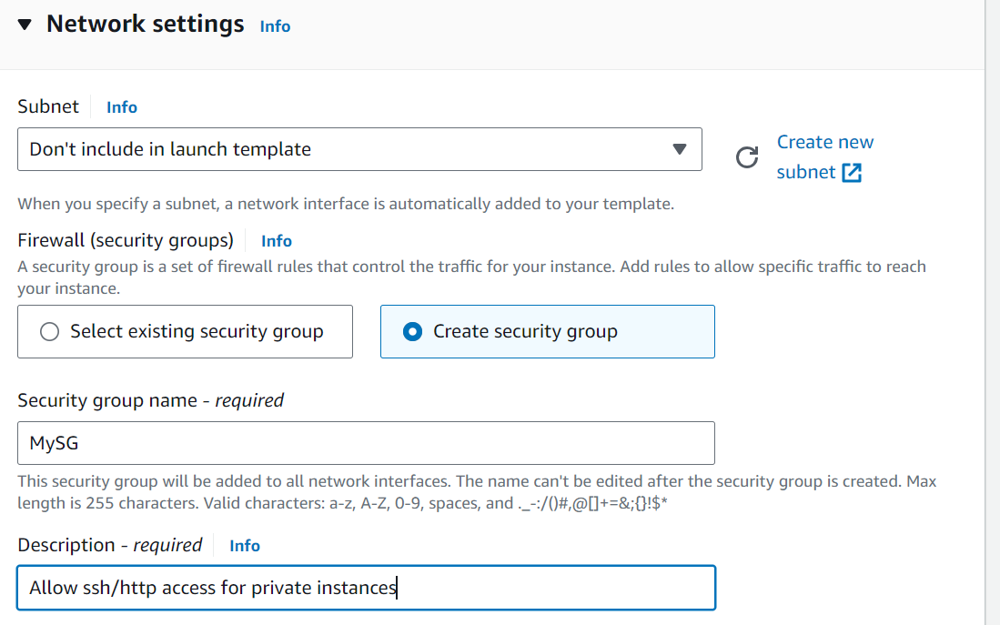 Network settings Info
Subnet Info
Don't include in launch template
Create new
subnet
When you specify a subnet, a network interface is automatically added to your template.
Firewall (security groups) Info
A security group is a set of firewall rules that control the traffic for your instance. Add rules to allow specific traffic to reach
your instance.
Select existing security group
Create security group
Security group name - required
MySG
This security group will be added to all network interfaces. The name can't be edited after the security group is created. Max
length is 255 characters. Valid characters: a-z, A-Z, 0-9, spaces, and ._-:/()#,@[]+=&;{}!$*
Description - required Info
Allow ssh/http access for private instances